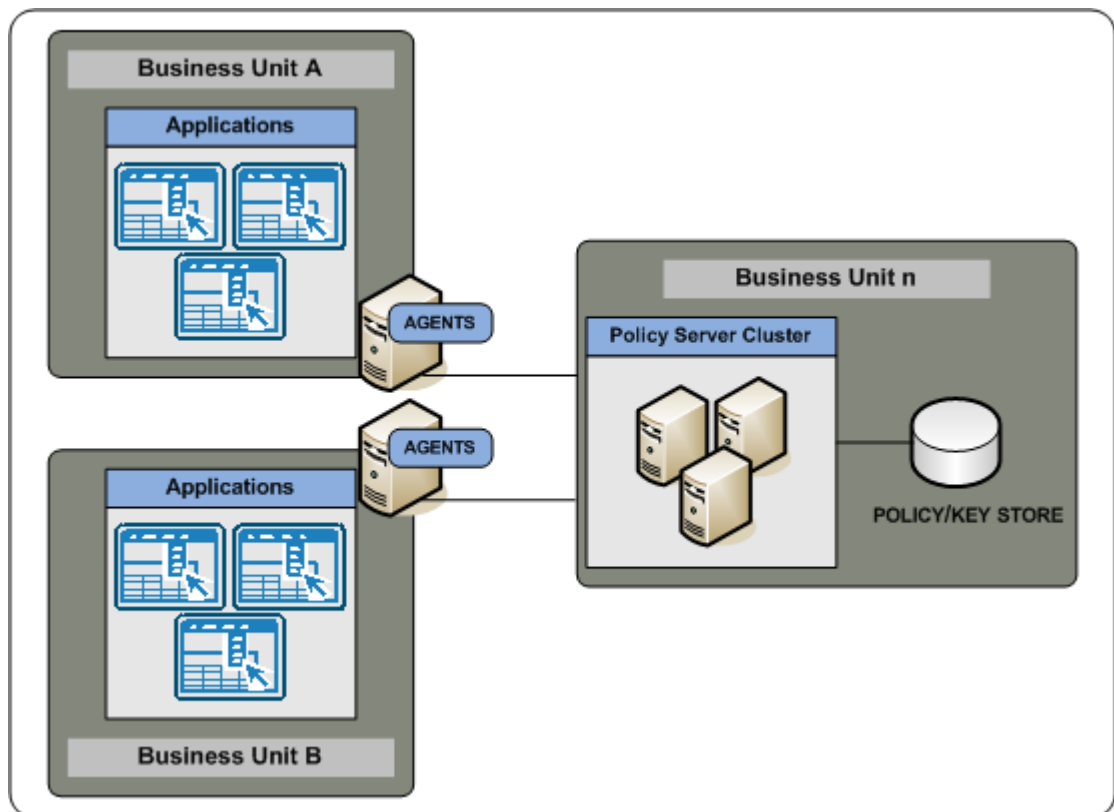 Business Unit A
Applications
AGENTS
Business Unit n
Policy Server Cluster
POLICY/KEY STORE
AGENTS
Applications
Business Unit B